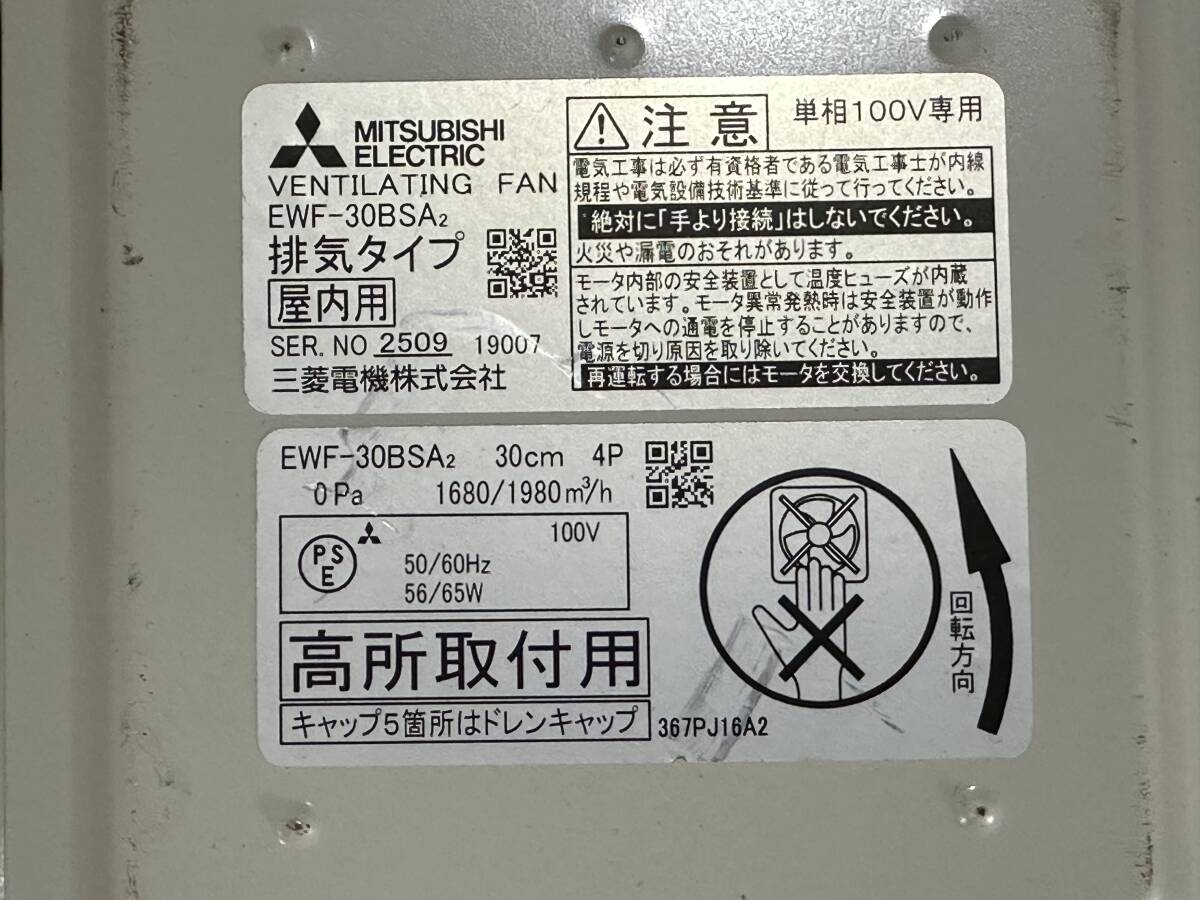 MITSUBISHI
ELECTRIC
VENTILATING FAN
EWF-30BSA₂
排気タイプ
屋内用
SER. NO 2509 19007
三菱電機株式会社
注意 単相100V専用
電気工事は必ず有資格者である電気工事士が内線
規程や電気設備技術基準に従って行ってください。
絶対に「手より接続」はしないでください。
火災や漏電のおそれがあります。
モータ内部の安全装置として温度ヒューズが内蔵
されています。モータ異常発熱時は安全装置が動作
しモータへの通電を停止することがありますので、
電源を切り原因を取り除いてください。
再運転する場合にはモータを交換してください。
EWF-30BSA₂ 30cm 4P
0Pa 1680/1980m³/h
PSE
100V
50/60Hz
56/65W
高所取付用
キャップ5箇所はドレンキャップ
367PJ16A2
回転方向